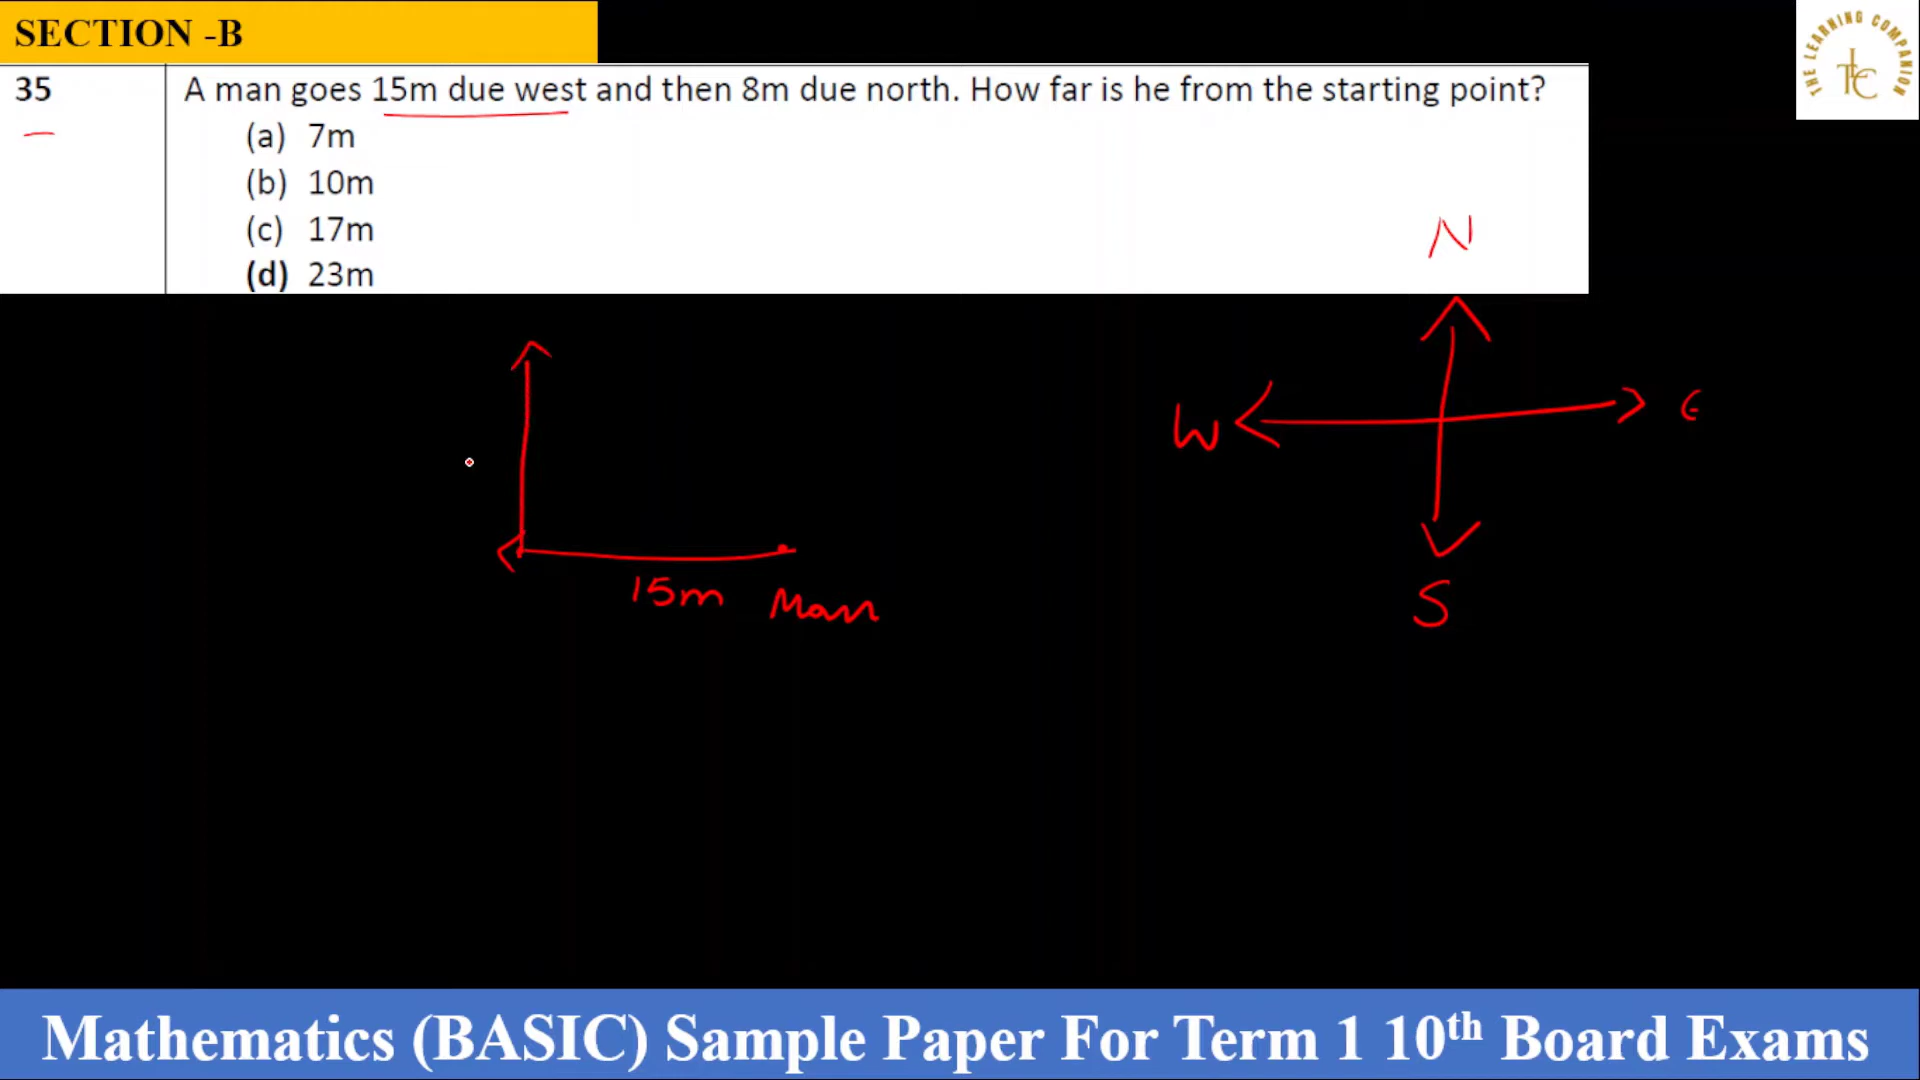 SECTION -B
THE LEARNING COMPANION
TLC
35 A man goes 15m due west and then 8m due north. How far is he from the starting point?
(a) 7m
(b) 10m
(c) 17m
(d) 23m
N
W
E
S
15m Man
Mathematics (BASIC) Sample Paper For Term 1 10th Board Exams